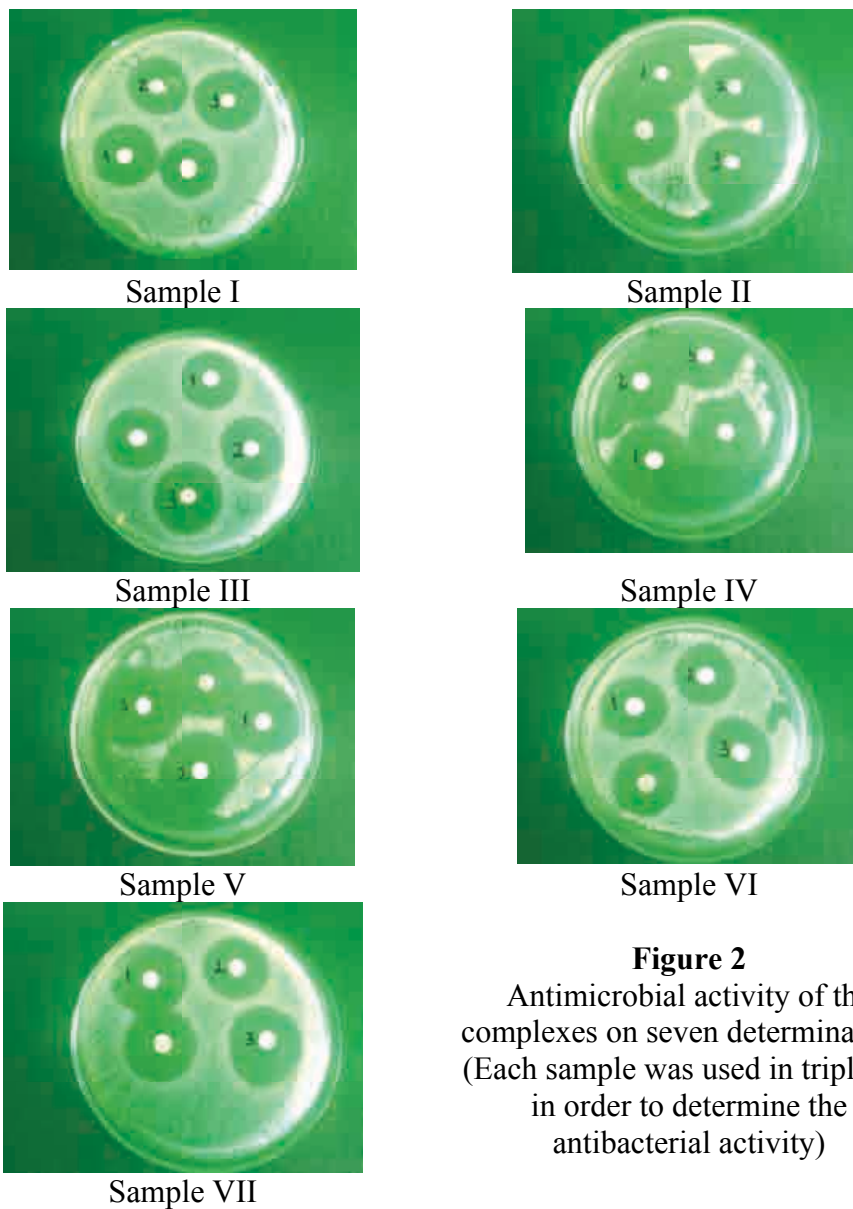 Sample I
Sample II
Sample III
Sample IV
Sample V
Sample VI
Figure 2
Antimicrobial activity of th
complexes on seven determina
(Each sample was used in tripl
in order to determine the
antibacterial activity)
Sample VII